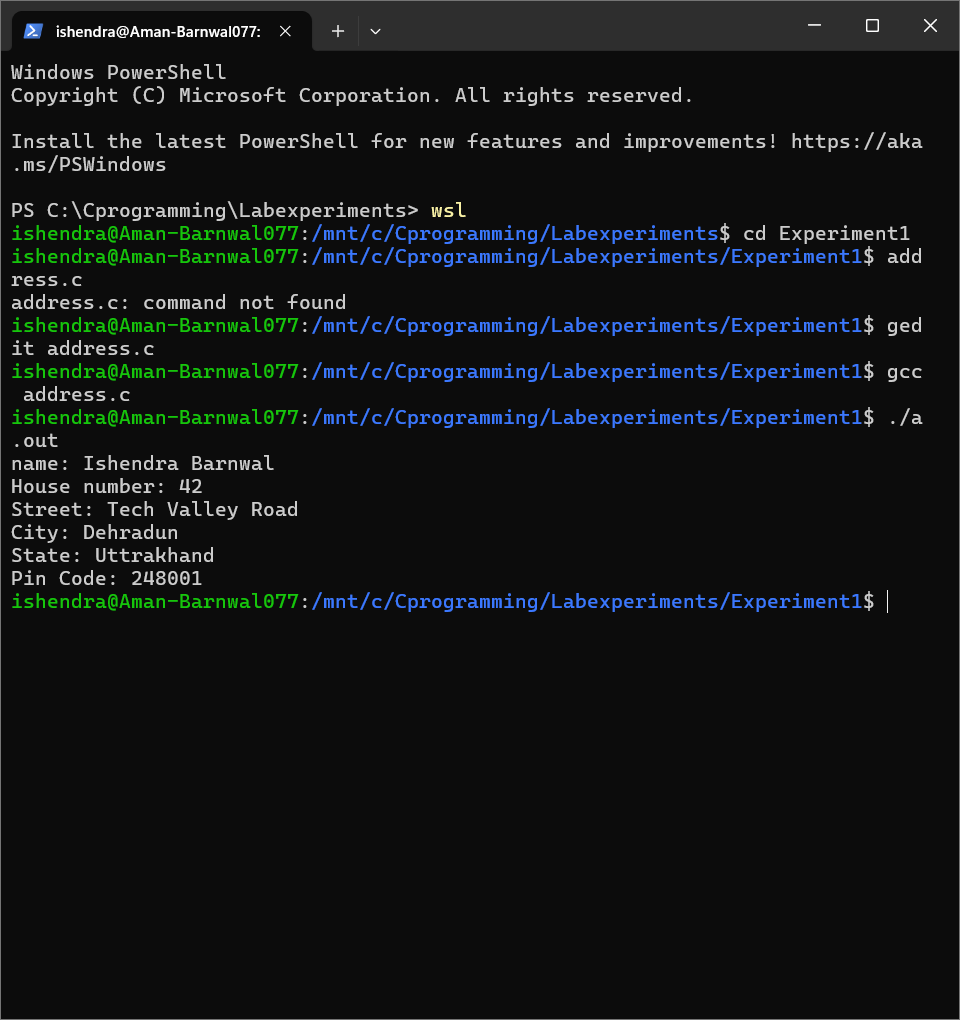 ishendra@Aman-Barnwal077:
Windows PowerShell
Copyright (C) Microsoft Corporation. All rights reserved.
Install the latest PowerShell for new features and improvements! https://aka
.ms/PSWindows
PS C:\Cprogramming\Labexperiments> wsl
ishendra@Aman-Barnwal077:/mnt/c/Cprogramming/Labexperiments$ cd Experiment1
ishendra@Aman-Barnwal077:/mnt/c/Cprogramming/Labexperiments/Experiment1$ add
ress.c
address.c: command not found
ishendra@Aman-Barnwal077:/mnt/c/Cprogramming/Labexperiments/Experiment1$ ged
it address.c
ishendra@Aman-Barnwal077:/mnt/c/Cprogramming/Labexperiments/Experiment1$ gcc
 address.c
ishendra@Aman-Barnwal077:/mnt/c/Cprogramming/Labexperiments/Experiment1$ ./a
.out
name: Ishendra Barnwal
House number: 42
Street: Tech Valley Road
City: Dehradun
State: Uttrakhand
Pin Code: 248001
ishendra@Aman-Barnwal077:/mnt/c/Cprogramming/Labexperiments/Experiment1$